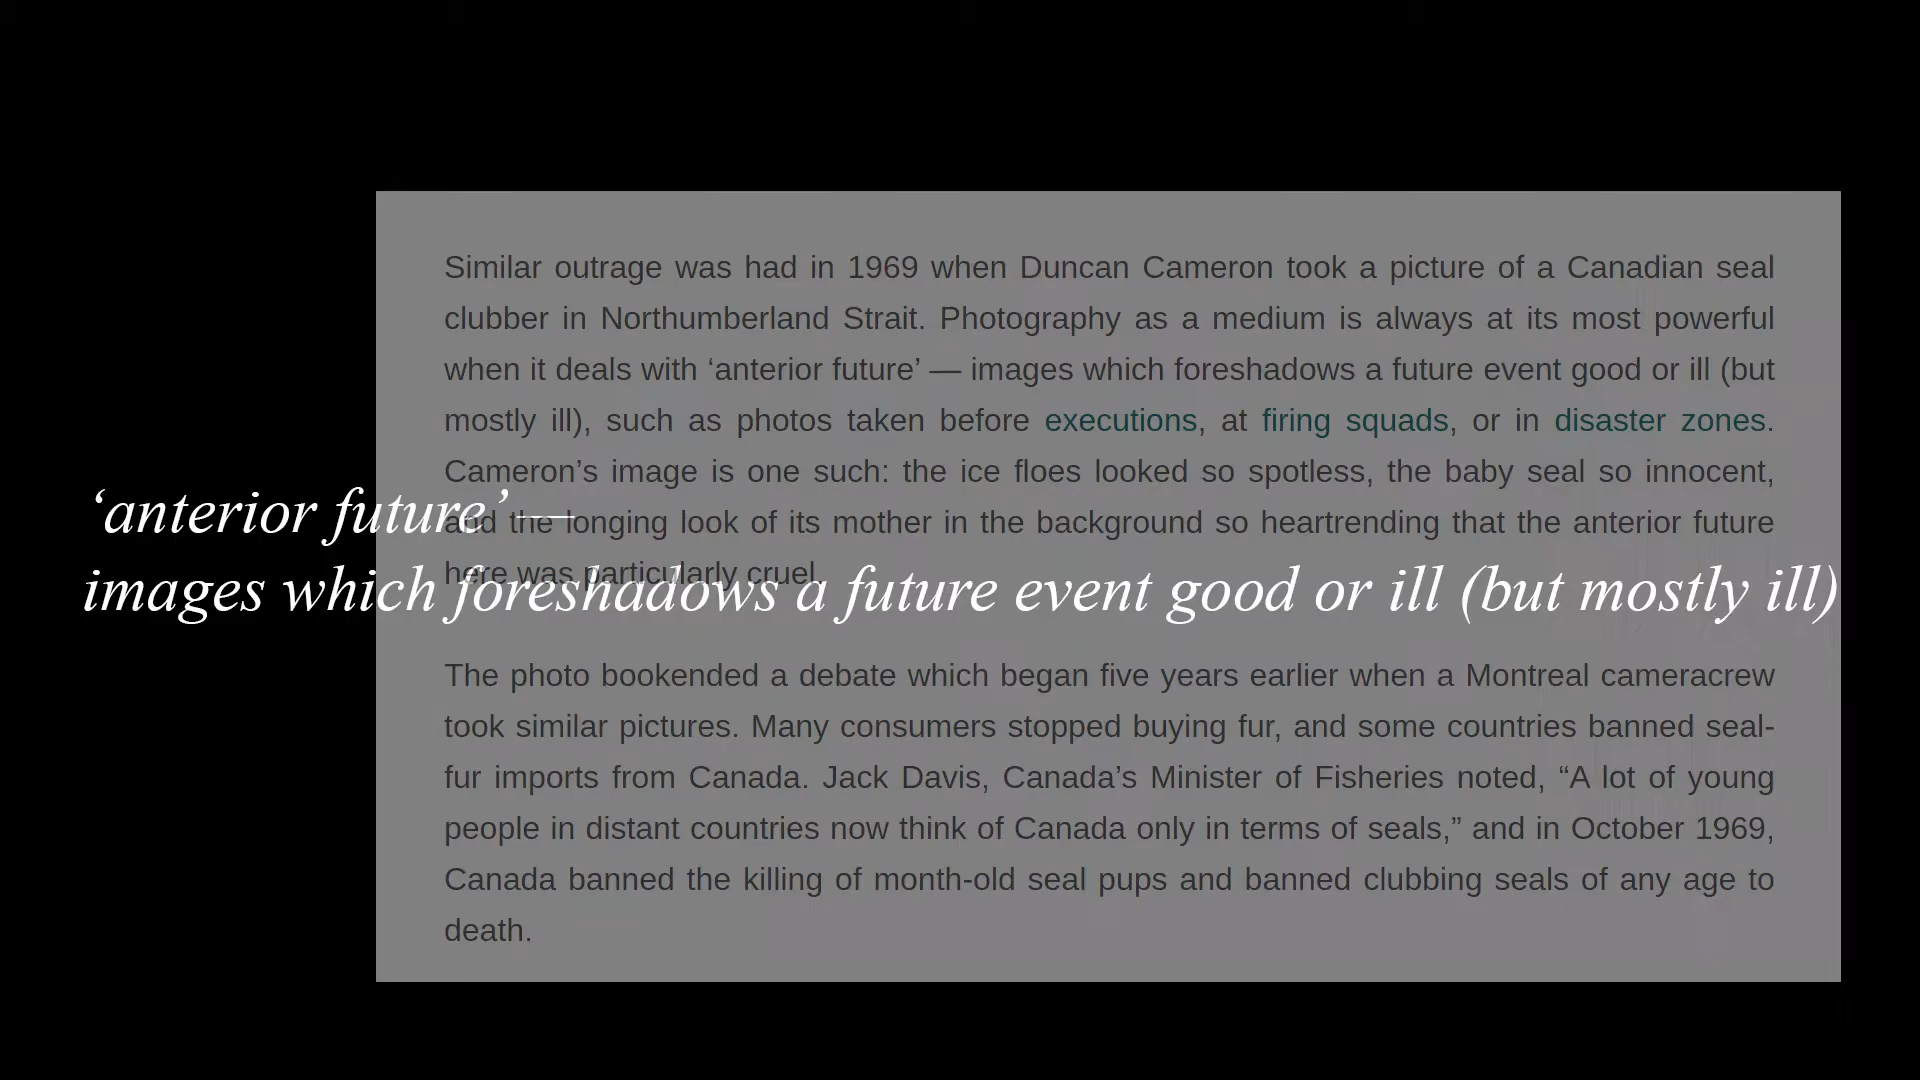 Similar outrage was had in 1969 when Duncan Cameron took a picture of a Canadian seal
clubber in Northumberland Strait. Photography as a medium is always at its most powerful
when it deals with ‘anterior future’ — images which foreshadows a future event good or ill (but
mostly ill), such as photos taken before executions, at firing squads, or in disaster zones.
Cameron’s image is one such: the ice floes looked so spotless, the baby seal so innocent,
and the longing look of its mother in the background so heartrending that the anterior future
here was particularly cruel.
‘anterior future’ —
images which foreshadows a future event good or ill (but mostly ill)
The photo bookended a debate which began five years earlier when a Montreal cameracrew
took similar pictures. Many consumers stopped buying fur, and some countries banned seal-
fur imports from Canada. Jack Davis, Canada’s Minister of Fisheries noted, “A lot of young
people in distant countries now think of Canada only in terms of seals,” and in October 1969,
Canada banned the killing of month-old seal pups and banned clubbing seals of any age to
death.